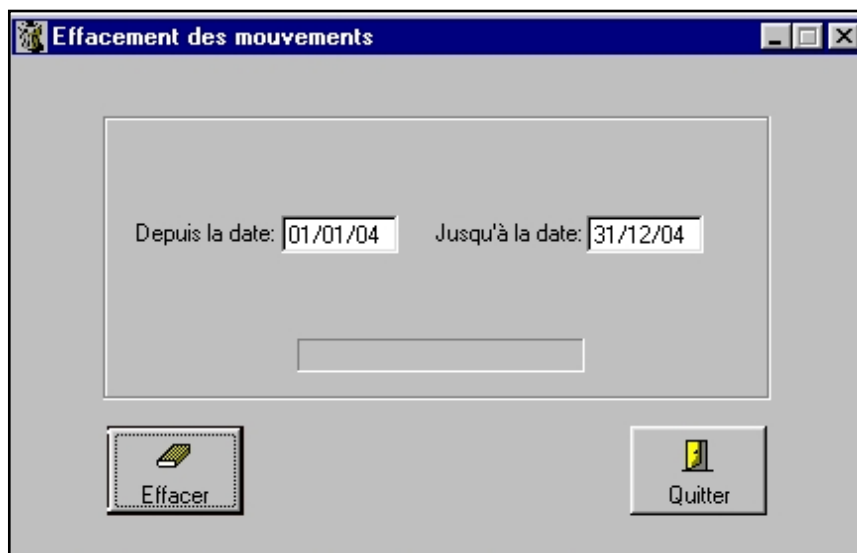 Effacement des mouvements
Depuis la date: 01/01/04 Jusqu'à la date: 31/12/04
Effacer Quitter